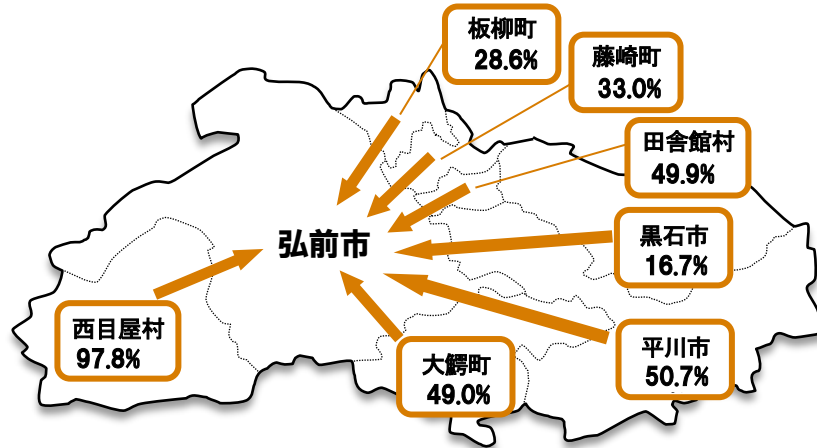 板柳町
28.6%
藤崎町
33.0%
田舎館村
49.9%
弘前市
黒石市
16.7%
西目屋村
97.8%
大鰐町
49.0%
平川市
50.7%